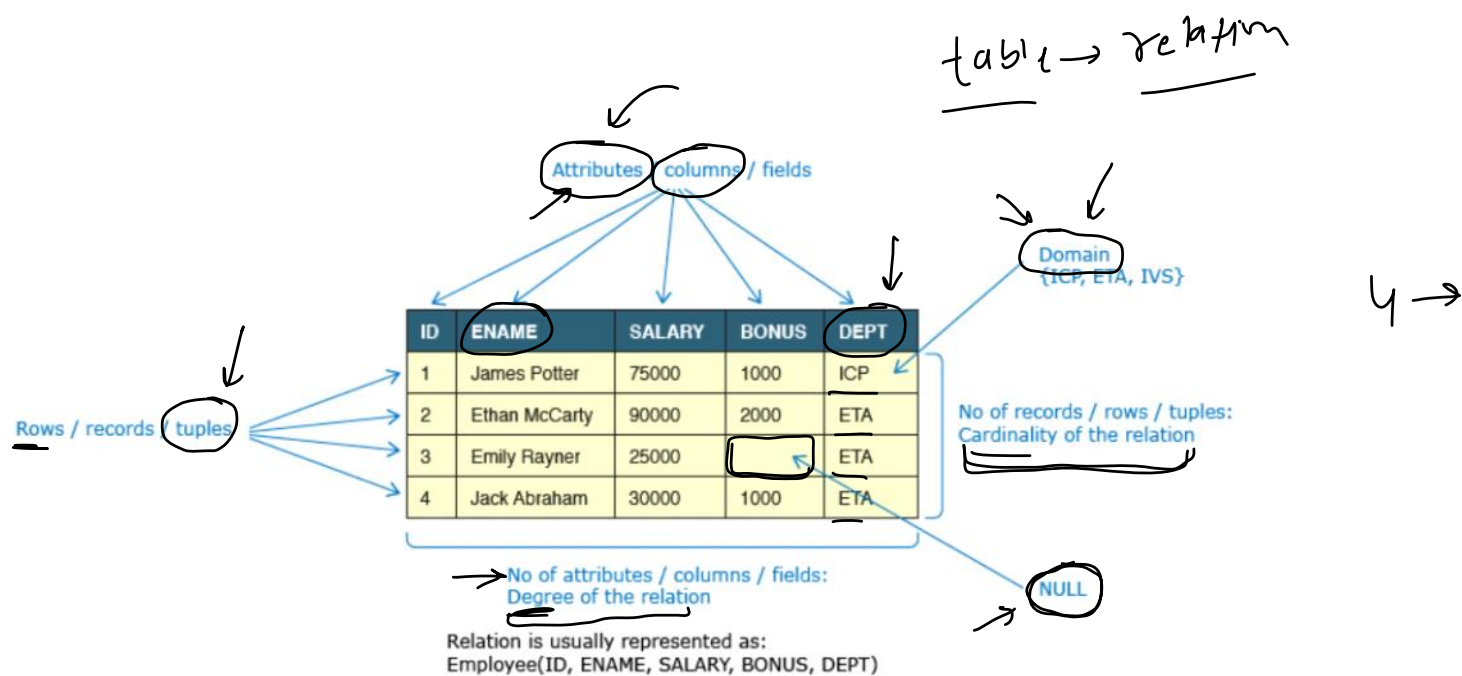 table → relation
Attributes / columns / fields
Domain
{ICP, ETA, IVS}
4 →
ID ENAME SALARY BONUS DEPT
1 James Potter 75000 1000 ICP
2 Ethan McCarty 90000 2000 ETA
3 Emily Rayner 25000 ETA
4 Jack Abraham 30000 1000 ETA
Rows / records / tuples
No of records / rows / tuples:
Cardinality of the relation
No of attributes / columns / fields:
Degree of the relation
NULL
Relation is usually represented as:
Employee(ID, ENAME, SALARY, BONUS, DEPT)